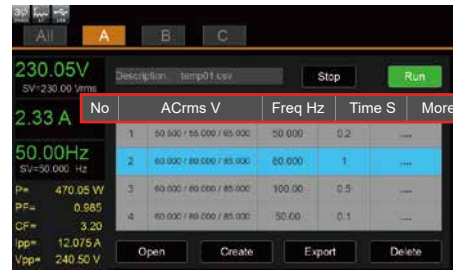 All A B C
230.05V
SV=230.00 Vrms
Description: temp01.csv Stop Run
No ACrms V Freq Hz Time S More
2.33 A
1 50.000 / 55.000 / 65.000 50.000 0.2 ....
50.00Hz
SV=50.000 Hz
2 60.000 / 80.000 / 85.000 60.000 1 ....
P= 470.05 W
3 60.000 / 80.000 / 85.000 100.00 0.5 ....
PF= 0.985
CF= 3.20
4 60.000 / 80.000 / 85.000 50.00 0.1 ....
Ipp= 12.075 A
Vpp= 240.50 V
Open Create Export Delete